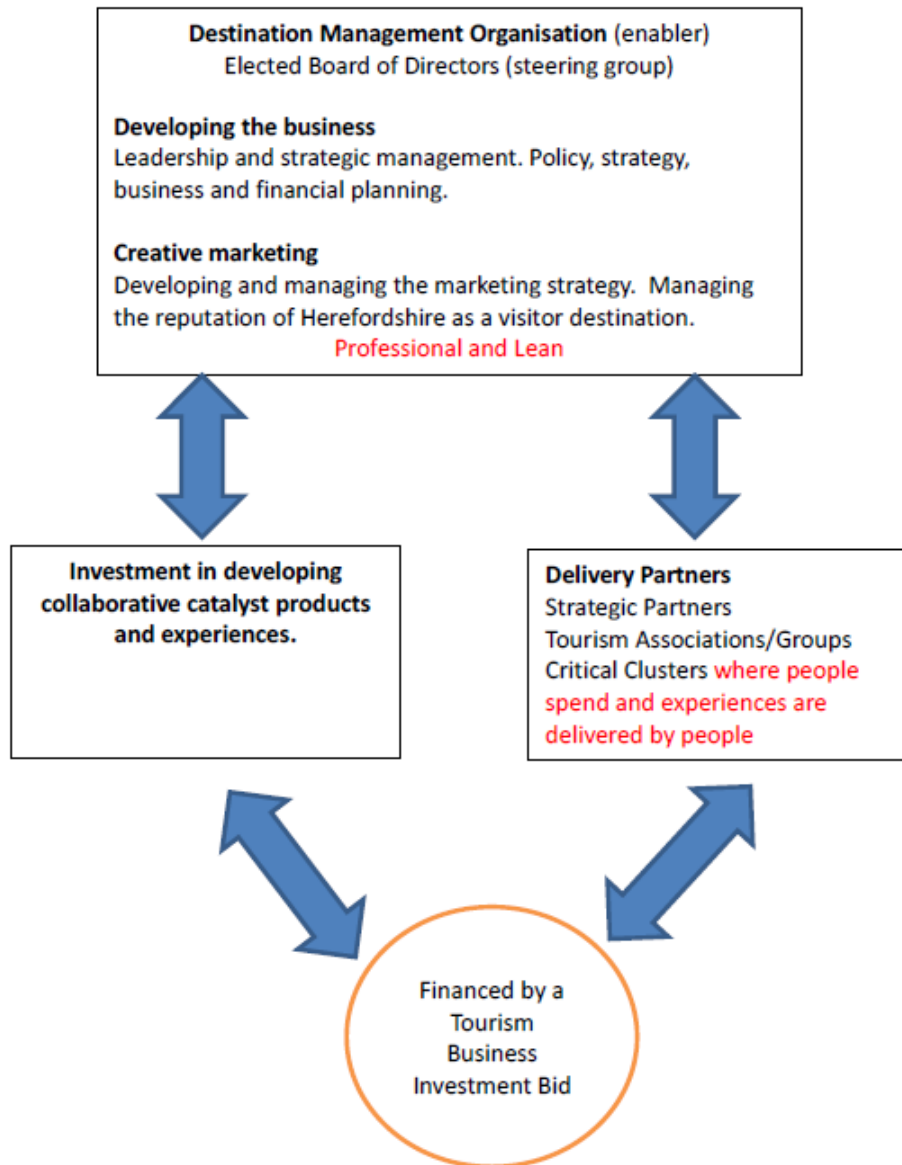 Destination Management Organisation (enabler)
Elected Board of Directors (steering group)
Developing the business
Leadership and strategic management. Policy, strategy,
business and financial planning.
Creative marketing
Developing and managing the marketing strategy.  Managing
the reputation of Herefordshire as a visitor destination.
Professional and Lean
Investment in developing
collaborative catalyst products
and experiences.
Delivery Partners
Strategic Partners
Tourism Associations/Groups
Critical Clusters where people
spend and experiences are
delivered by people
Financed by a
Tourism
Business
Investment Bid